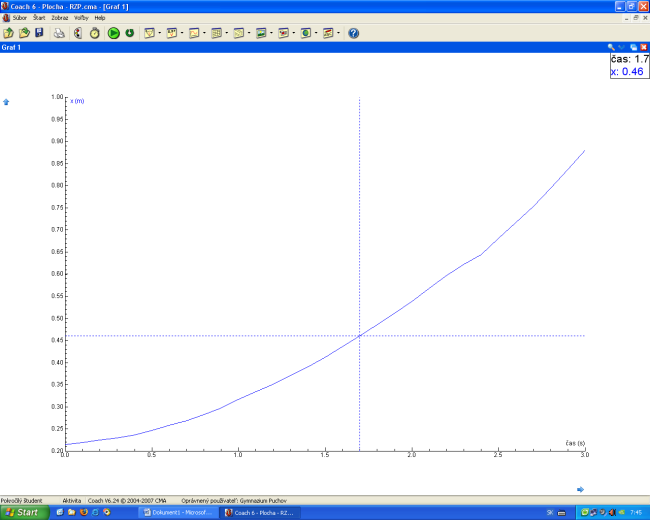 Coach 6 - Plocha - RZP.cma - [Graf 1]
Súbor Štart Zobraz Voľby Help
Graf 1
čas: 1.7
x: 0.46
x (m)
1.00
0.95
0.90
0.85
0.80
0.75
0.70
0.65
0.60
0.55
0.50
0.45
0.40
0.35
0.30
0.25
0.20
0.0 0.5 1.0 1.5 2.0 2.5 3.0
čas (s)
Pokročilý študent Aktivita Coach V6.24 © 2004-2007 CMA Oprávnený používateľ: Gymnazium Puchov
Start Dokument1 - Microsof... Coach 6 - Plocha - RZ... SK 7:45